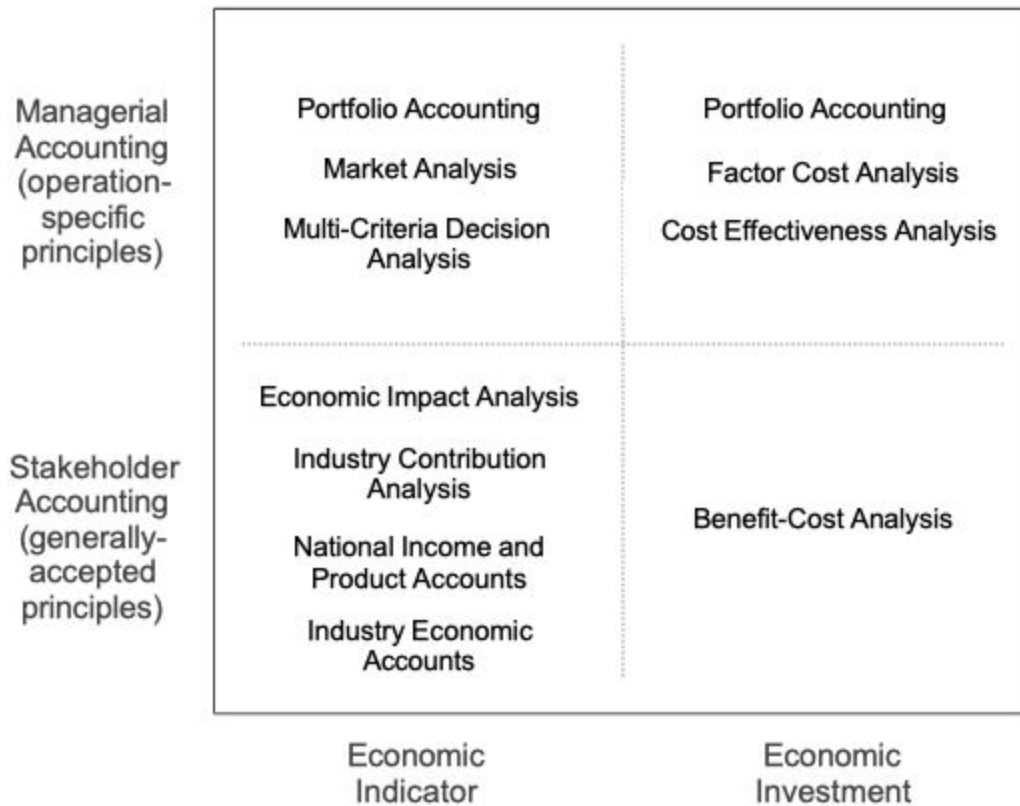 Managerial
Accounting
(operation-
specific
principles)
Portfolio Accounting
Market Analysis
Multi-Criteria Decision
Analysis
Portfolio Accounting
Factor Cost Analysis
Cost Effectiveness Analysis
Stakeholder
Accounting
(generally-
accepted
principles)
Economic Impact Analysis
Industry Contribution
Analysis
National Income and
Product Accounts
Industry Economic
Accounts
Benefit-Cost Analysis
Economic
Indicator
Economic
Investment